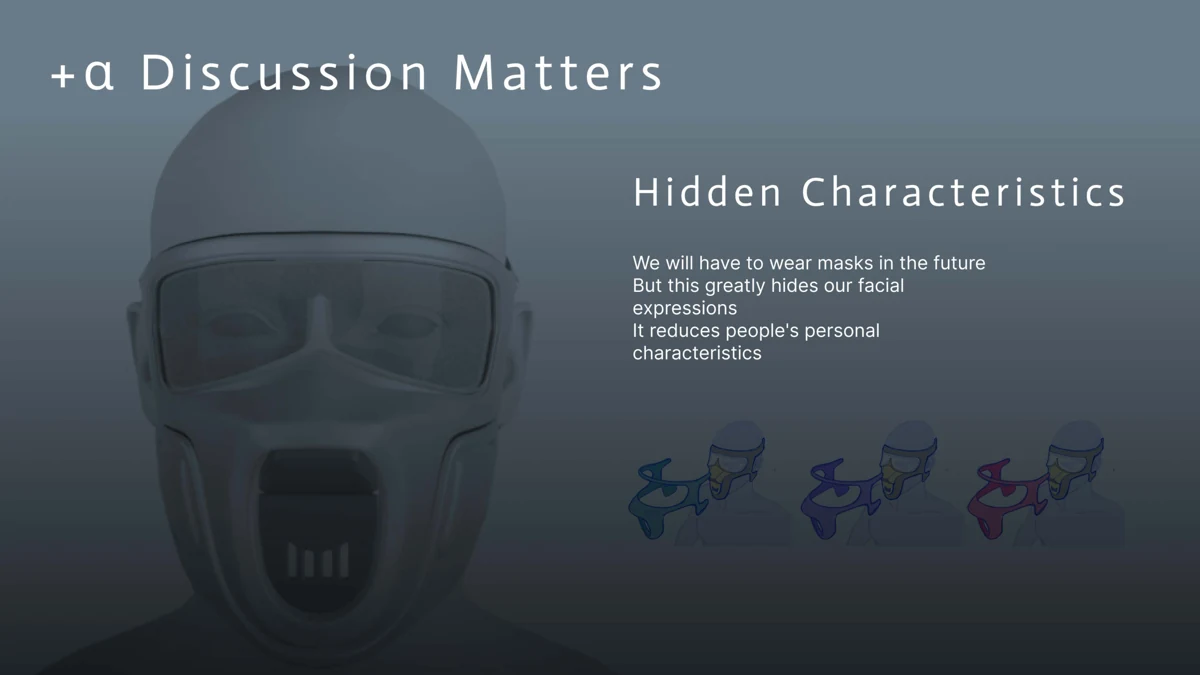 +α Discussion Matters
Hidden Characteristics
We will have to wear masks in the future
But this greatly hides our facial
expressions
It reduces people's personal
characteristics